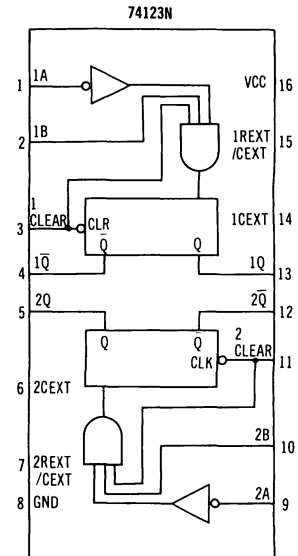 74123N
1 1A VCC 16
2 1B 1REXT /CEXT 15
1
3 CLEAR CLR 1CEXT 14
Q̅ Q
4 1Q̅ 1Q 13
5 2Q 2Q̅ 12
Q Q̅
2
CLK CLEAR 11
6 2CEXT
2B 10
7 2REXT
/CEXT
8 GND 2A 9